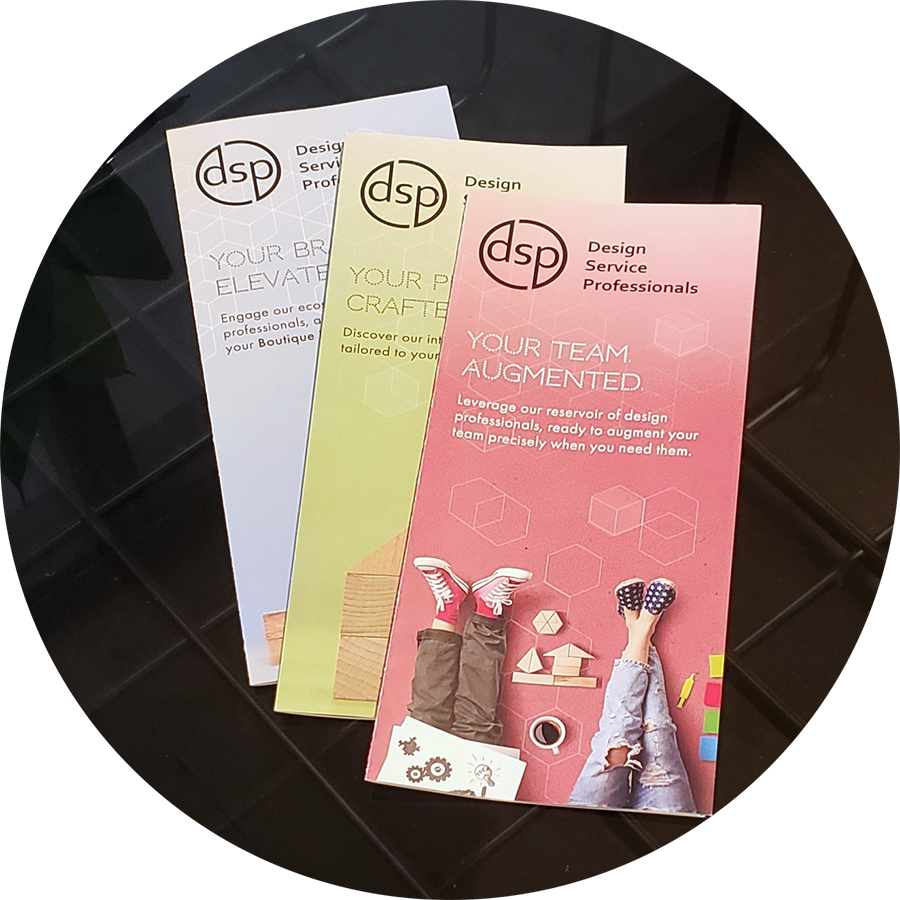 dsp
Design
Servi
Prof
YOUR BR
ELEVATE
Engage our eco
professionals, a
your Boutique
dsp
Design
YOUR P
CRAFTE
Discover our int
tailored to your
dsp
Design
Service
Professionals
YOUR TEAM.
AUGMENTED.
Leverage our reservoir of design
professionals, ready to augment your
team precisely when you need them.